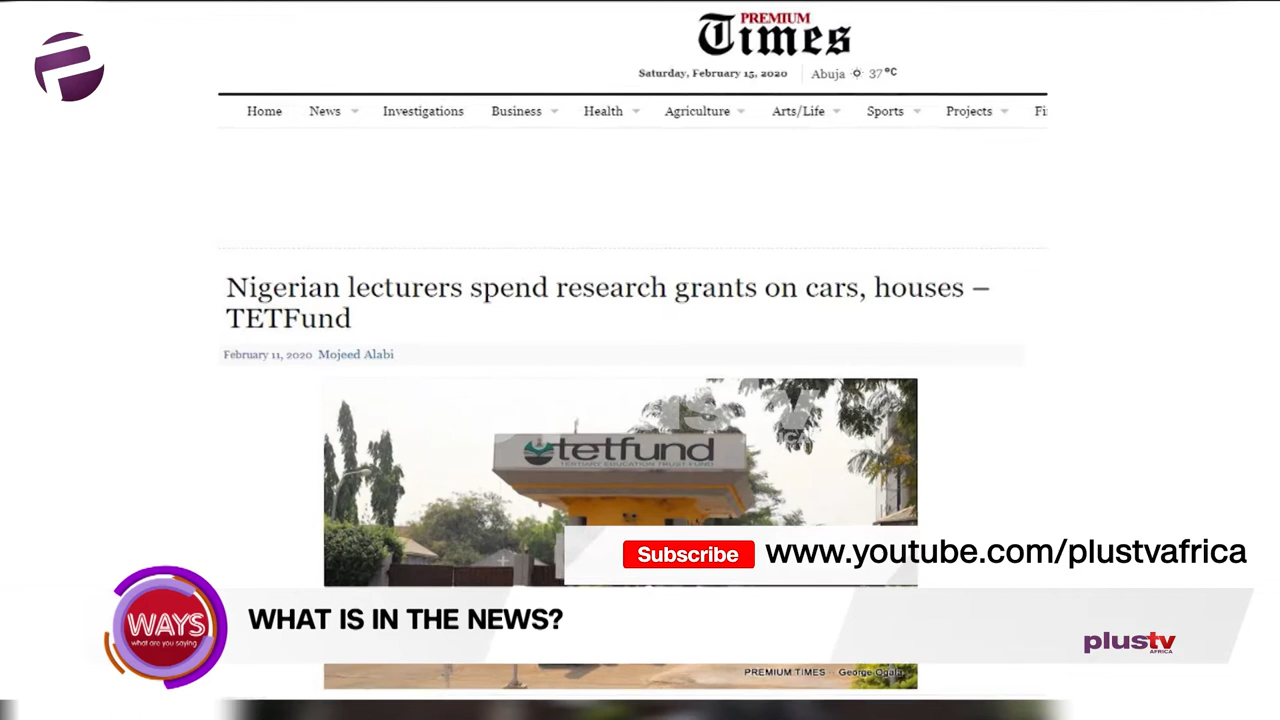 PREMIUM
Times
Saturday, February 15, 2020 Abuja 37°C
Home News Investigations Business Health Agriculture Arts/Life Sports Projects
Nigerian lecturers spend research grants on cars, houses –
TETFund
February 11, 2020 Mojeed Alabi
tetfund
TERTIARY EDUCATION TRUST FUND
Subscribe www.youtube.com/plustvafrica
WAYS
what are you saying
WHAT IS IN THE NEWS?
plustv
AFRICA
PREMIUM TIMES George